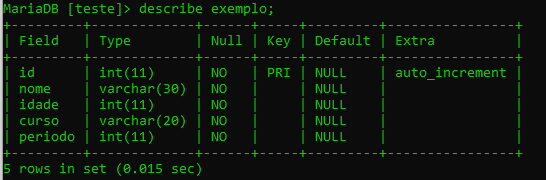 MariaDB [teste]> describe exemplo;
+---------+-------------+------+-----+---------+----------------+
| Field   | Type        | Null | Key | Default | Extra          |
+---------+-------------+------+-----+---------+----------------+
| id      | int(11)     | NO   | PRI | NULL    | auto_increment |
| nome    | varchar(30) | NO   |     | NULL    |                |
| idade   | int(11)     | NO   |     | NULL    |                |
| curso   | varchar(20) | NO   |     | NULL    |                |
| periodo | int(11)     | NO   |     | NULL    |                |
+---------+-------------+------+-----+---------+----------------+
5 rows in set (0.015 sec)